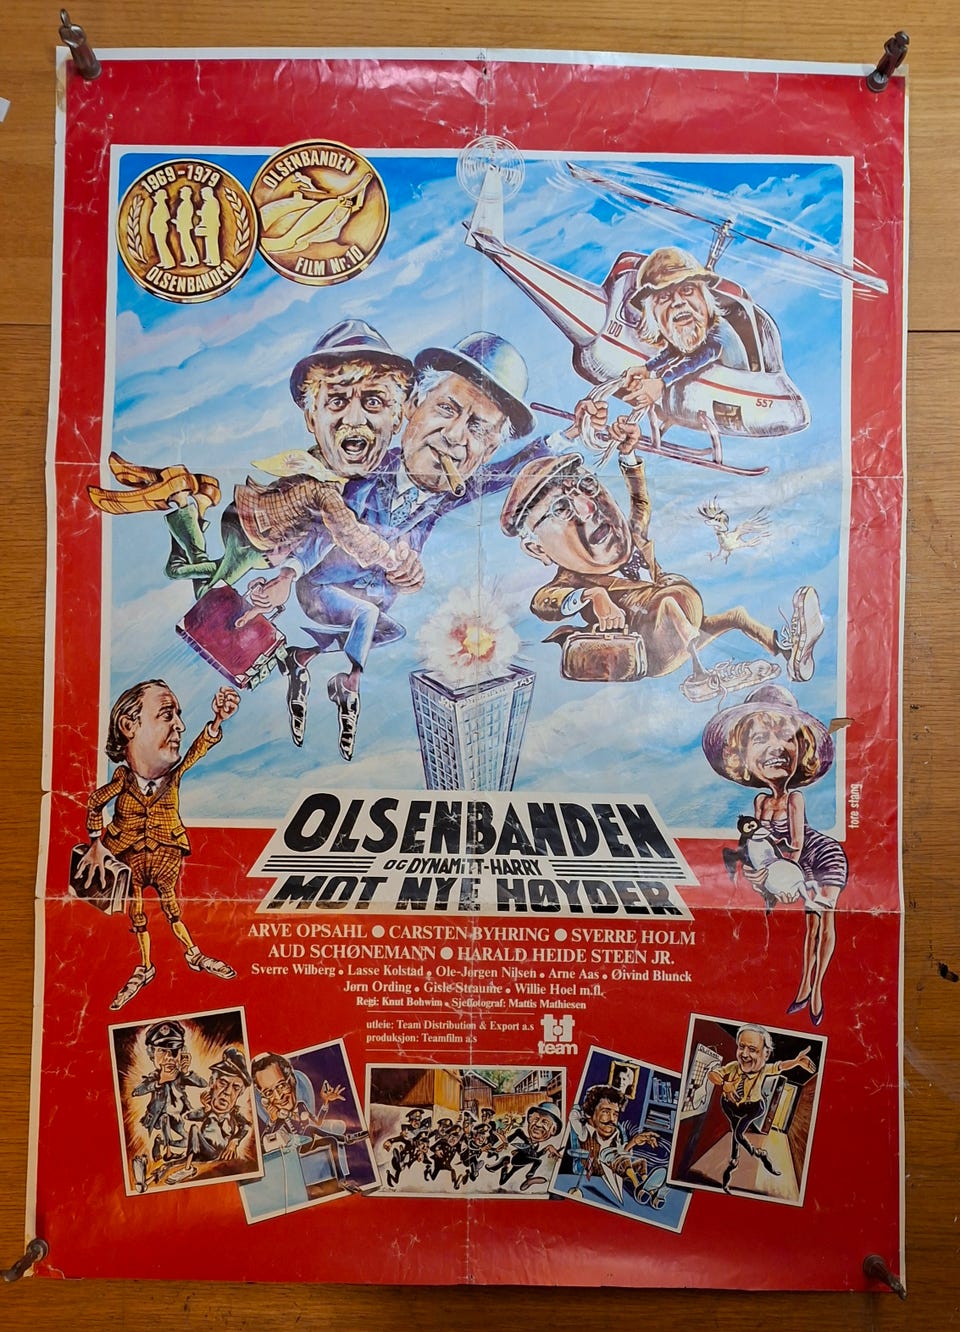 1969-1979
OLSENBANDEN
OLSENBANDEN
FILM Nr.10
100
557
tore stang
OLSENBANDEN
OG DYNAMITT-HARRY
MOT NYE HØYDER
ARVE OPSAHL ● CARSTEN BYHRING ● SVERRE HOLM
AUD SCHØNEMANN ● HARALD HEIDE STEEN JR.
Sverre Wilberg ● Lasse Kolstad ● Ole-Jørgen Nilsen ● Arne Aas ● Øivind Blunck
Jørn Ording ● Gisle Straume ● Willie Hoel m.fl.
Regi: Knut Bohwim ● Sjeffotograf: Mattis Mathiesen
utleie: Team Distribution & Export a.s
produksjon: Teamfilm a/s
team